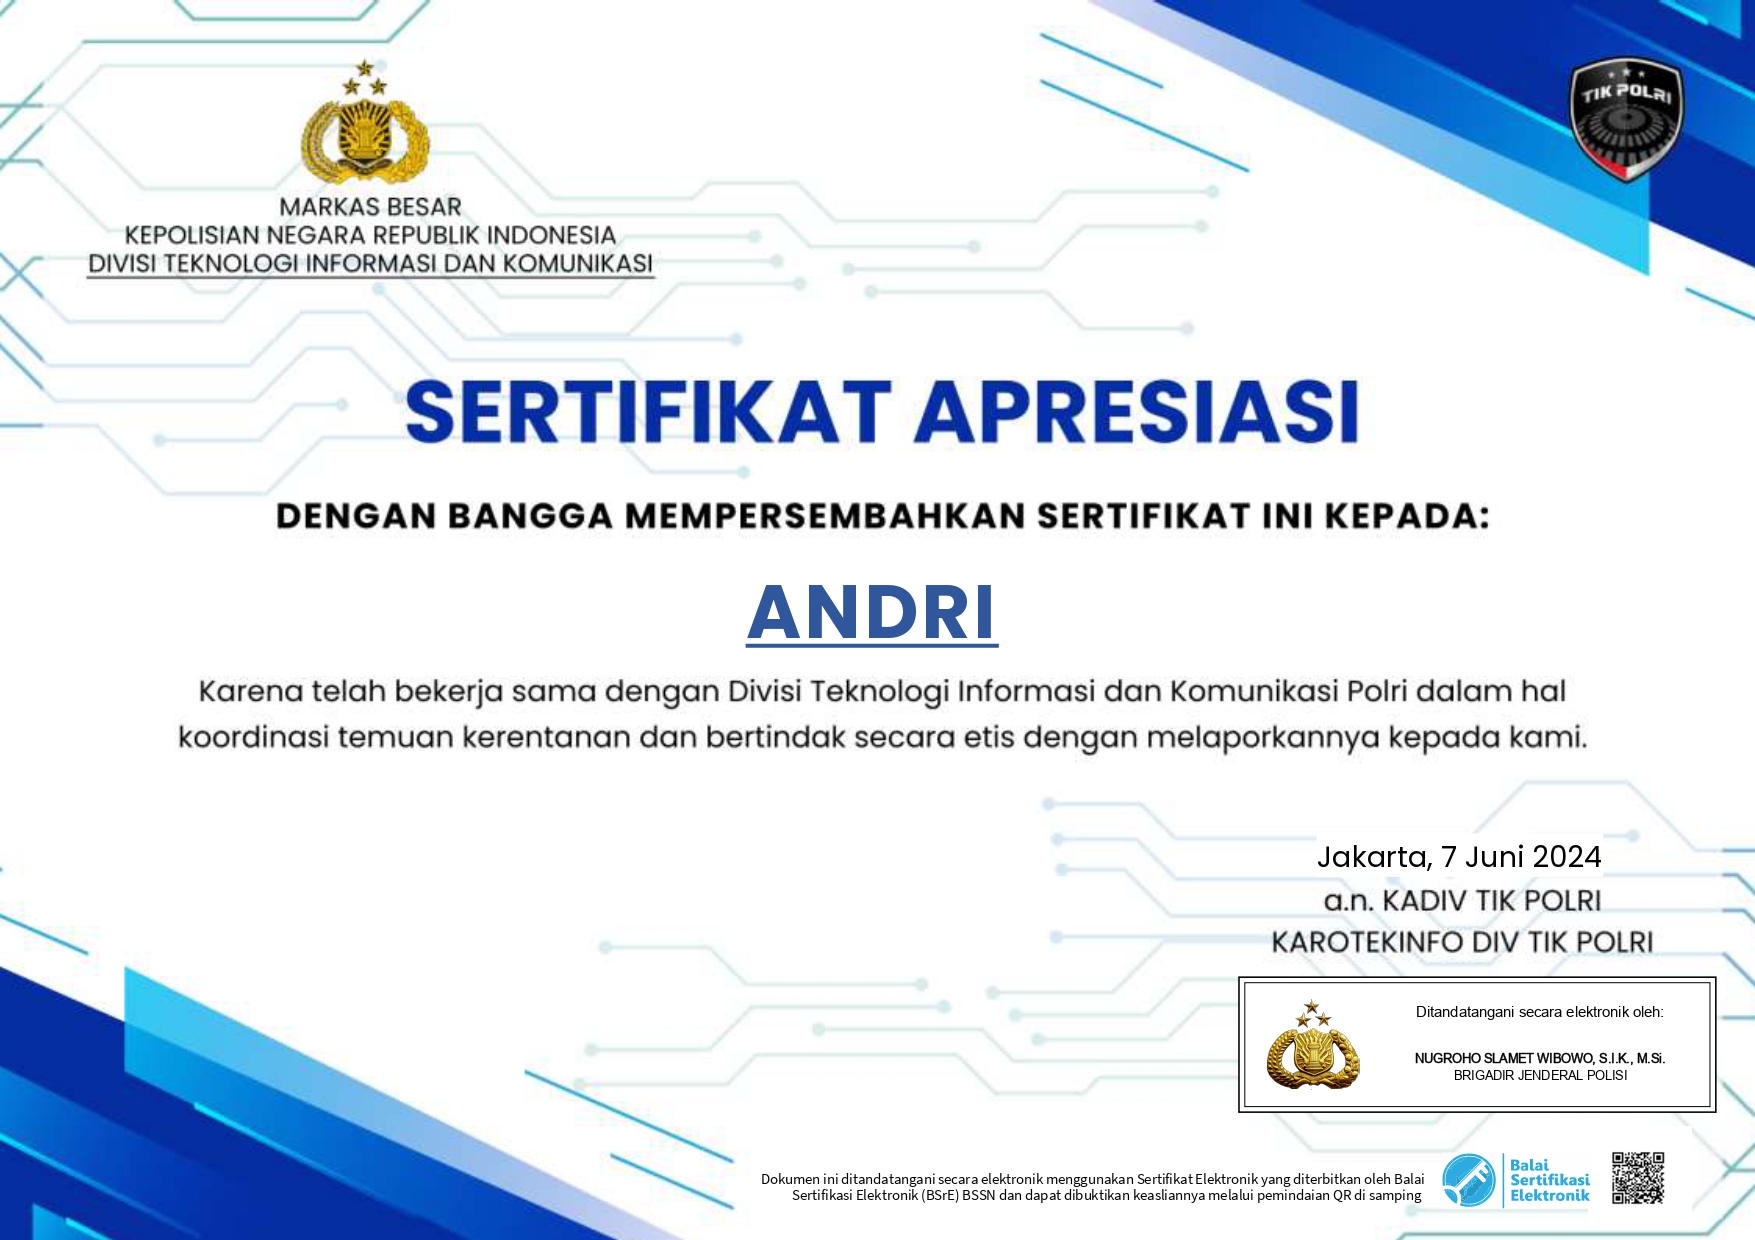 TIK POLRI
MARKAS BESAR
KEPOLISIAN NEGARA REPUBLIK INDONESIA
DIVISI TEKNOLOGI INFORMASI DAN KOMUNIKASI
SERTIFIKAT APRESIASI
DENGAN BANGGA MEMPERSEMBAHKAN SERTIFIKAT INI KEPADA:
ANDRI
Karena telah bekerja sama dengan Divisi Teknologi Informasi dan Komunikasi Polri dalam hal
koordinasi temuan kerentanan dan bertindak secara etis dengan melaporkannya kepada kami.
Jakarta, 7 Juni 2024
a.n. KADIV TIK POLRI
KAROTEKINFO DIV TIK POLRI
Ditandatangani secara elektronik oleh:
NUGROHO SLAMET WIBOWO, S.I.K., M.Si.
BRIGADIR JENDERAL POLISI
Dokumen ini ditandatangani secara elektronik menggunakan Sertifikat Elektronik yang diterbitkan oleh Balai
Sertifikasi Elektronik (BSrE) BSSN dan dapat dibuktikan keasliannya melalui pemindaian QR di samping
Balai
Sertifikasi
Elektronik